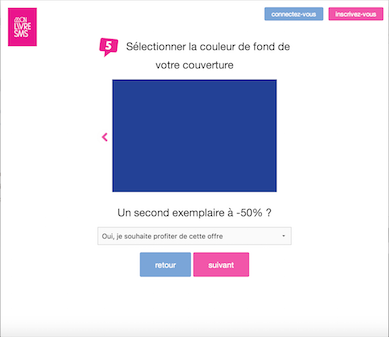 mON
LIVRE
SMS
connectez-vous
inscrivez-vous
5 Sélectionner la couleur de fond de
votre couverture
Un second exemplaire à -50% ?
Oui, je souhaite profiter de cette offre
retour
suivant